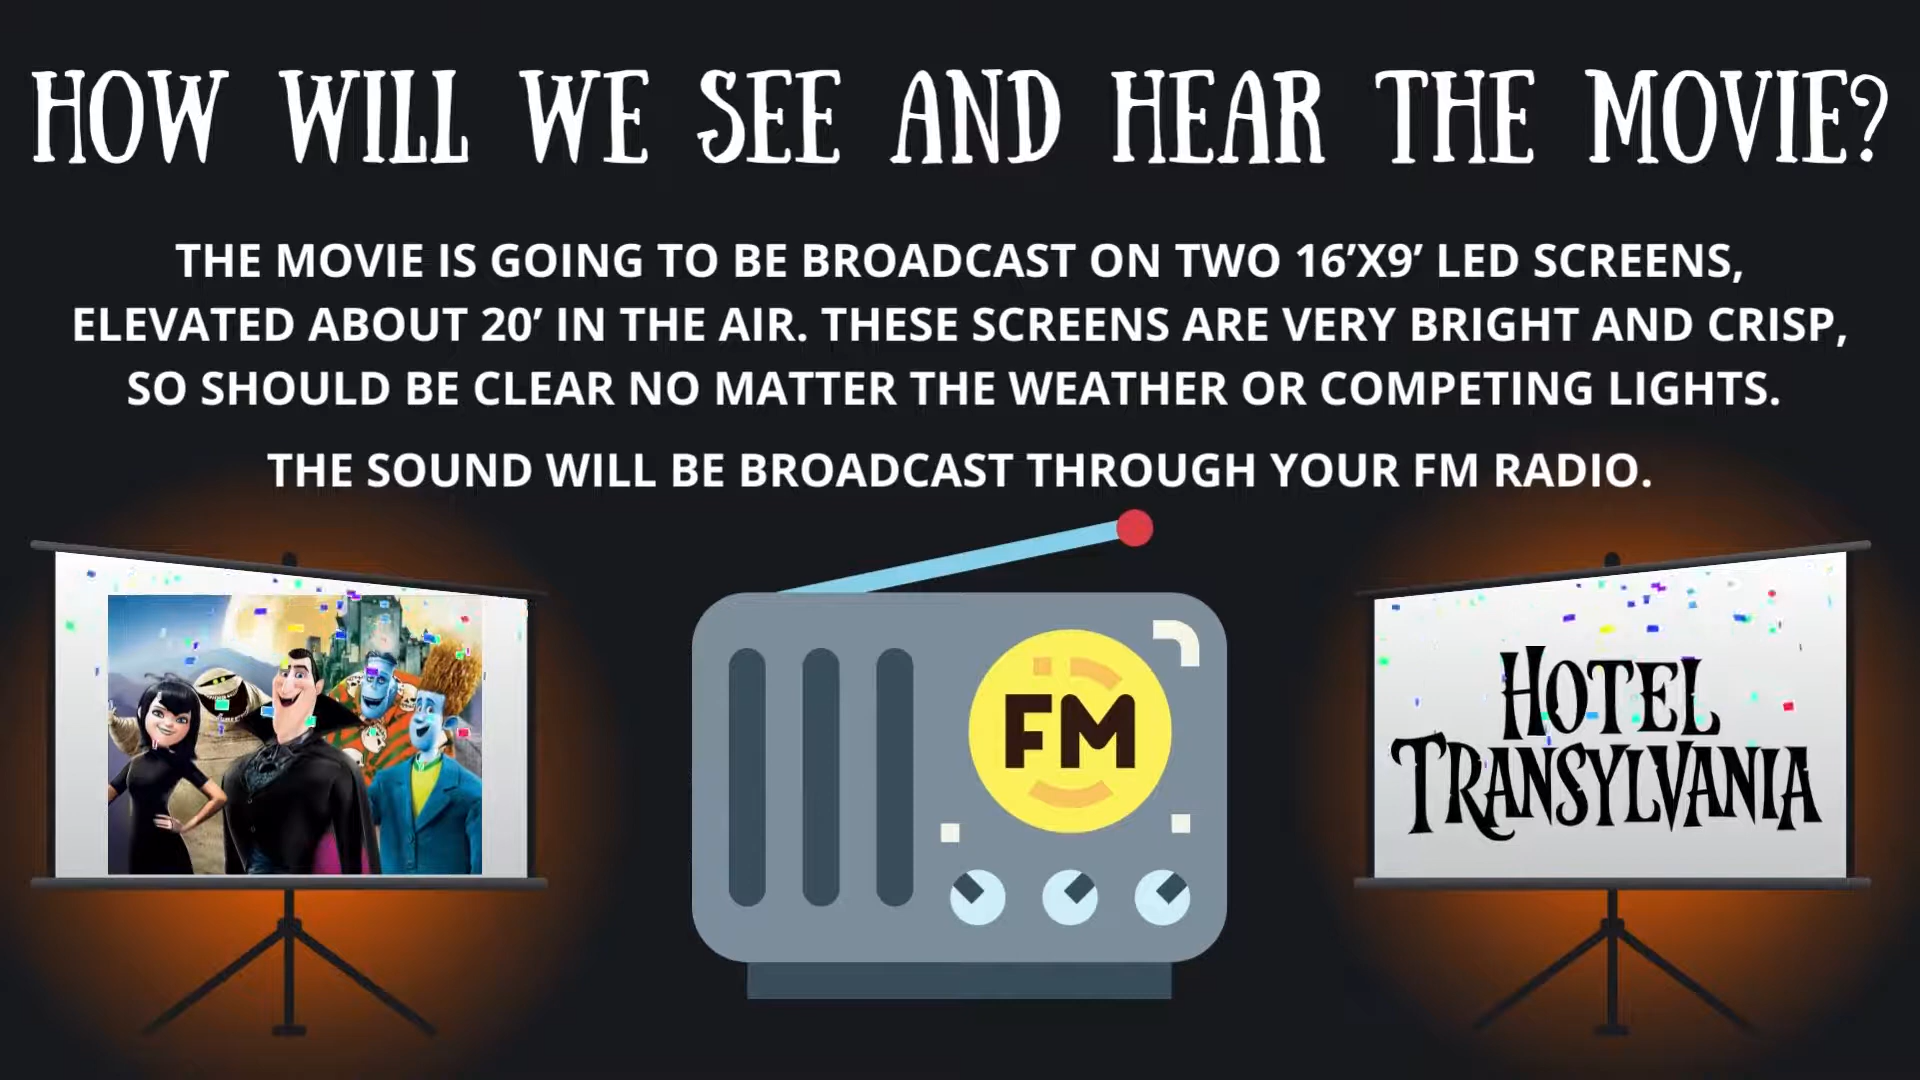 HOW WILL WE SEE AND HEAR THE MOVIE?
THE MOVIE IS GOING TO BE BROADCAST ON TWO 16’X9’ LED SCREENS,
ELEVATED ABOUT 20’ IN THE AIR. THESE SCREENS ARE VERY BRIGHT AND CRISP,
SO SHOULD BE CLEAR NO MATTER THE WEATHER OR COMPETING LIGHTS.
THE SOUND WILL BE BROADCAST THROUGH YOUR FM RADIO.
FM
HOTEL
TRANSYLVANIA